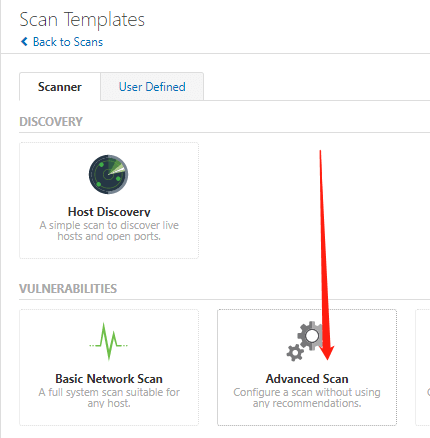 Scan Templates
Back to Scans
Scanner
User Defined
DISCOVERY
Host Discovery
A simple scan to discover live
hosts and open ports.
VULNERABILITIES
Basic Network Scan
A full system scan suitable for
any host.
Advanced Scan
Configure a scan without using
any recommendations.